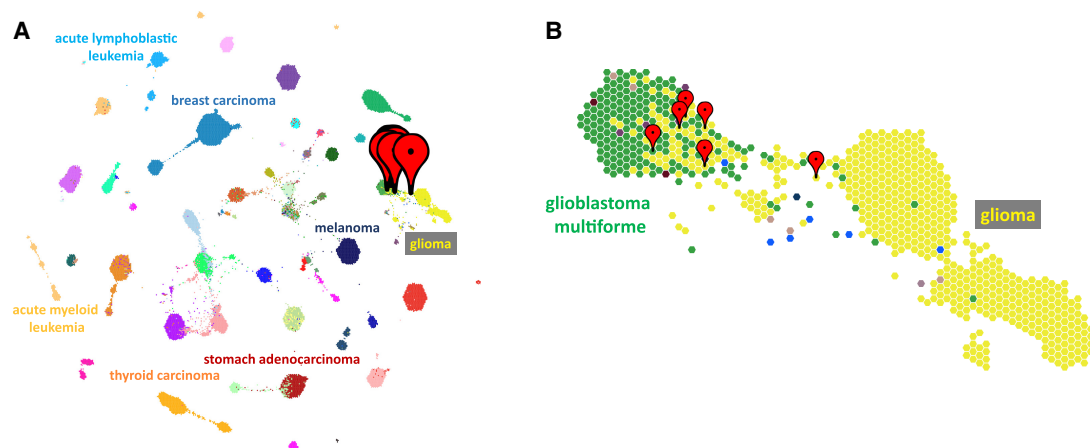 A
acute lymphoblastic
leukemia
breast carcinoma
melanoma
glioma
acute myeloid
leukemia
stomach adenocarcinoma
thyroid carcinoma
B
glioblastoma
multiforme
glioma